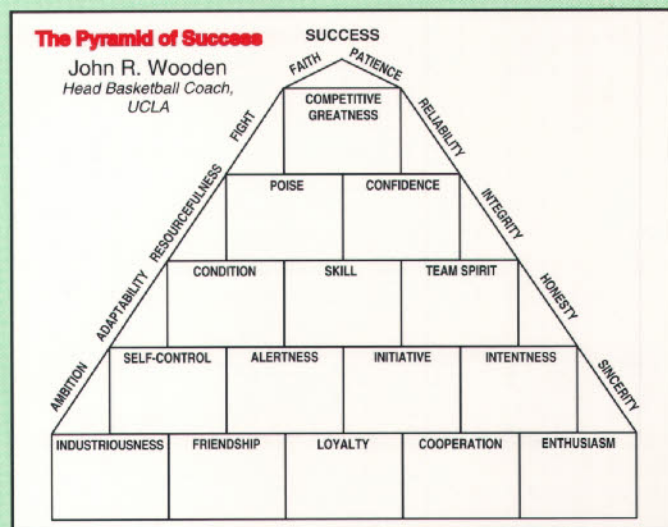 The Pyramid of Success
John R. Wooden
Head Basketball Coach,
UCLA
SUCCESS
FAITH
PATIENCE
COMPETITIVE
GREATNESS
FIGHT
RELIABILITY
POISE
CONFIDENCE
RESOURCEFULNESS
INTEGRITY
CONDITION
SKILL
TEAM SPIRIT
ADAPTABILITY
HONESTY
SELF-CONTROL
ALERTNESS
INITIATIVE
INTENTNESS
AMBITION
SINCERITY
INDUSTRIOUSNESS
FRIENDSHIP
LOYALTY
COOPERATION
ENTHUSIASM